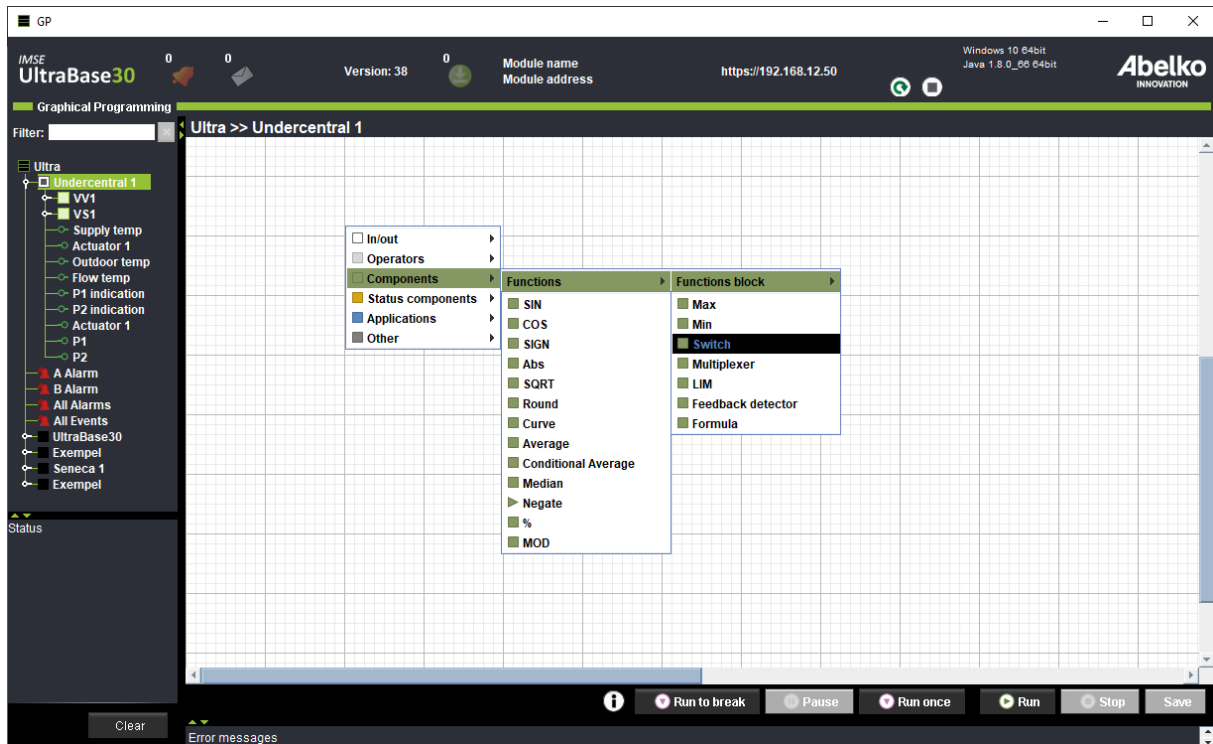 GP
IMSE
UltraBase30
0
0
Version: 38
0
Module name
Module address
https://192.168.12.50
Windows 10 64bit
Java 1.8.0_66 64bit
Abelko
INNOVATION
Graphical Programming
Filter:
Ultra >> Undercentral 1
Ultra
Undercentral 1
VV1
VS1
Supply temp
Actuator 1
Outdoor temp
Flow temp
P1 indication
P2 indication
Actuator 1
P1
P2
A Alarm
B Alarm
All Alarms
All Events
UltraBase30
Exempel
Seneca 1
Exempel
In/out
Operators
Components
Status components
Applications
Other
Functions
SIN
COS
SIGN
Abs
SQRT
Round
Curve
Average
Conditional Average
Median
Negate
%
MOD
Functions block
Max
Min
Switch
Multiplexer
LIM
Feedback detector
Formula
Status
Clear
Run to break
Pause
Run once
Run
Stop
Save
Error messages